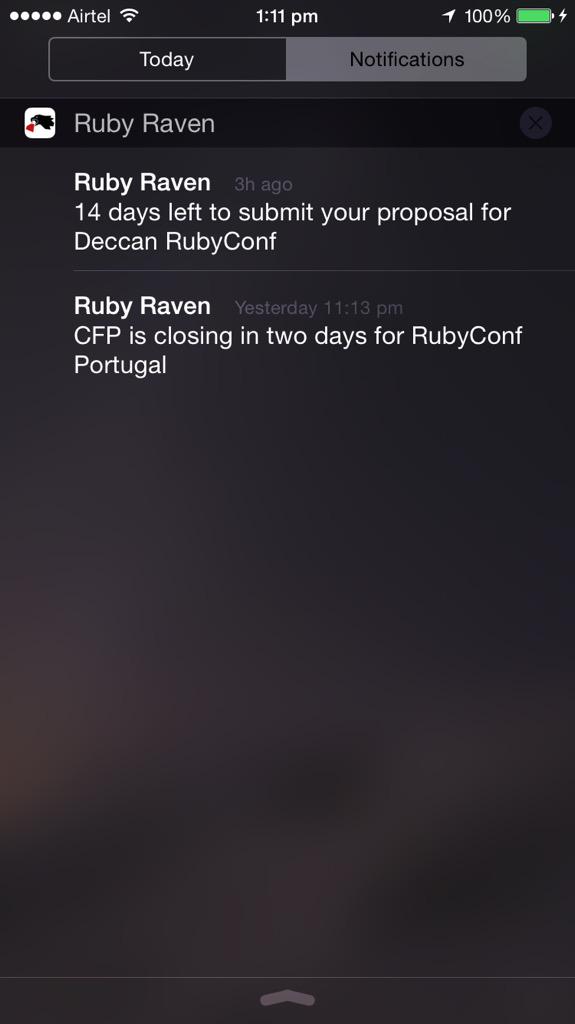 Airtel 1:11 pm 100%
Today Notifications
Ruby Raven
Ruby Raven 3h ago
14 days left to submit your proposal for
Deccan RubyConf
Ruby Raven Yesterday 11:13 pm
CFP is closing in two days for RubyConf
Portugal